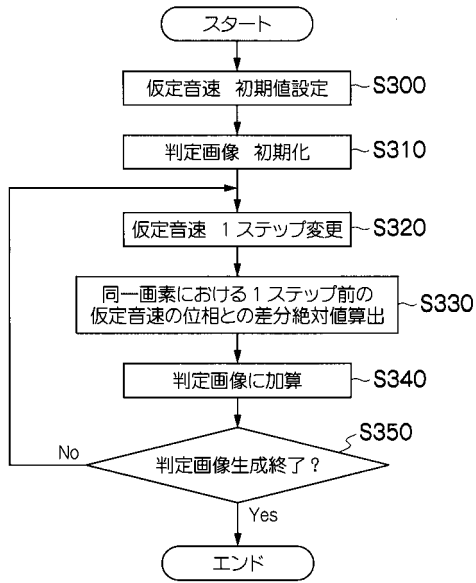 スタート
仮定音速 初期値設定
S300
判定画像 初期化
S310
仮定音速 1ステップ変更
S320
同一画素における1ステップ前の
仮定音速の位相との差分絶対値算出
S330
判定画像に加算
S340
S350
判定画像生成終了？
No
Yes
エンド